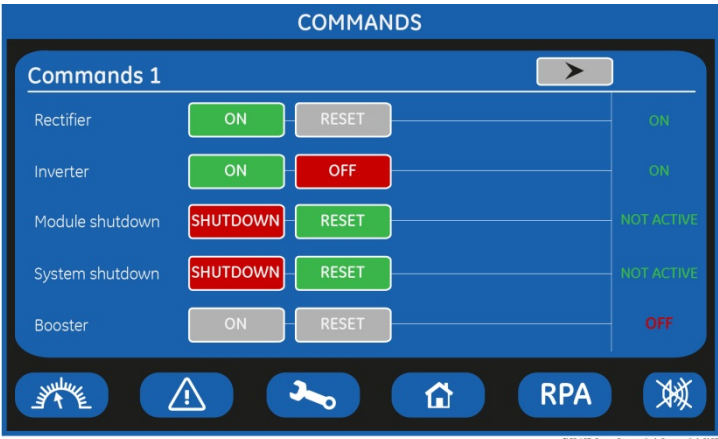 COMMANDS
Commands 1
Rectifier ON RESET ON
Inverter ON OFF ON
Module shutdown SHUTDOWN RESET NOT ACTIVE
System shutdown SHUTDOWN RESET NOT ACTIVE
Booster ON RESET OFF
RPA